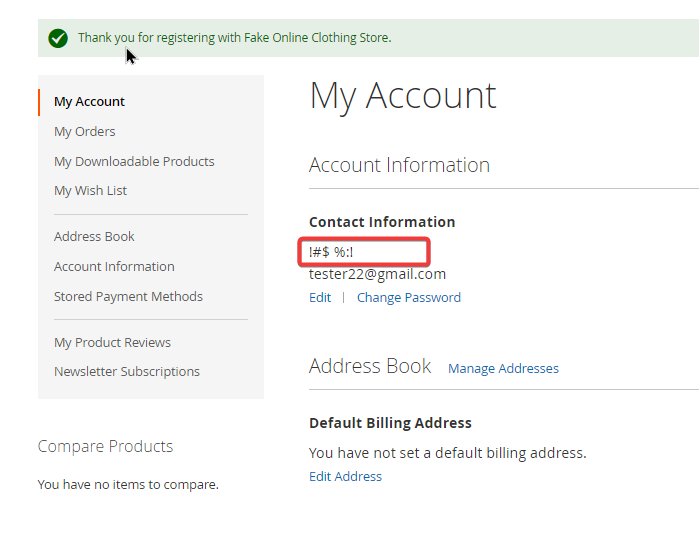 Thank you for registering with Fake Online Clothing Store.
My Account
My Orders
My Downloadable Products
My Wish List
Address Book
Account Information
Stored Payment Methods
My Product Reviews
Newsletter Subscriptions
Compare Products
You have no items to compare.
My Account
Account Information
Contact Information
!#$ %:!
tester22@gmail.com
Edit | Change Password
Address Book Manage Addresses
Default Billing Address
You have not set a default billing address.
Edit Address